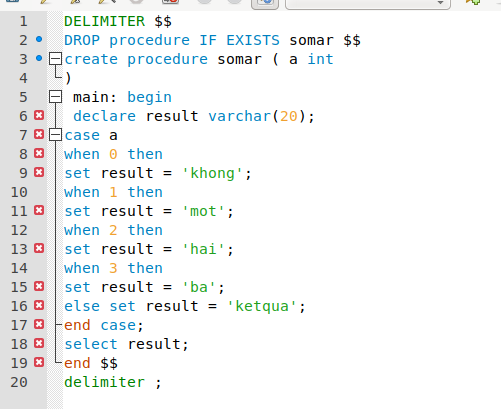 1 DELIMITER $$
2 DROP procedure IF EXISTS somar $$
3 create procedure somar ( a int
4 )
5 main: begin
6 declare result varchar(20);
7 case a
8 when 0 then
9 set result = 'khong';
10 when 1 then
11 set result = 'mot';
12 when 2 then
13 set result = 'hai';
14 when 3 then
15 set result = 'ba';
16 else set result = 'ketqua';
17 end case;
18 select result;
19 end $$
20 delimiter ;